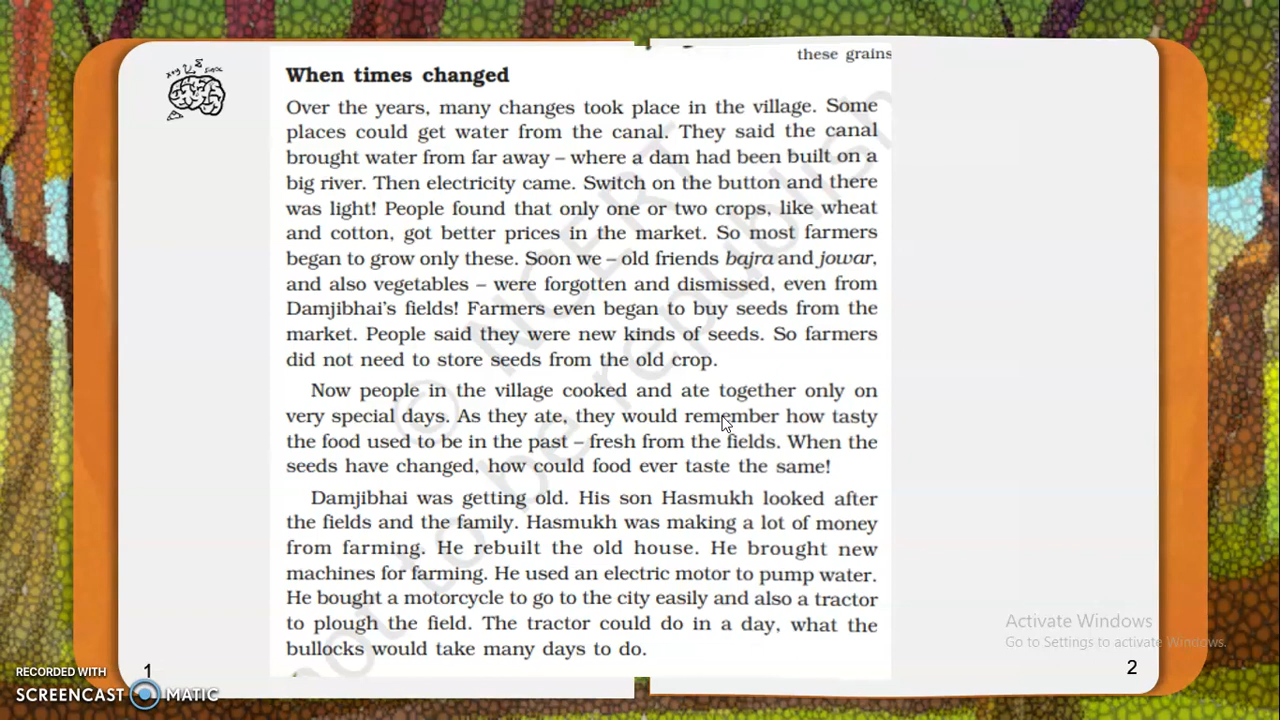 these grains
When times changed
Over the years, many changes took place in the village. Some
places could get water from the canal. They said the canal
brought water from far away – where a dam had been built on a
big river. Then electricity came. Switch on the button and there
was light! People found that only one or two crops, like wheat
and cotton, got better prices in the market. So most farmers
began to grow only these. Soon we – old friends bajra and jowar,
and also vegetables – were forgotten and dismissed, even from
Damjibhai's fields! Farmers even began to buy seeds from the
market. People said they were new kinds of seeds. So farmers
did not need to store seeds from the old crop.
Now people in the village cooked and ate together only on
very special days. As they ate, they would remember how tasty
the food used to be in the past – fresh from the fields. When the
seeds have changed, how could food ever taste the same!
Damjibhai was getting old. His son Hasmukh looked after
the fields and the family. Hasmukh was making a lot of money
from farming. He rebuilt the old house. He brought new
machines for farming. He used an electric motor to pump water.
He bought a motorcycle to go to the city easily and also a tractor
to plough the field. The tractor could do in a day, what the
bullocks would take many days to do.
© NCERT
not to be republish
Activate Windows
Go to Settings to activate Windows.
1
2
RECORDED WITH
SCREENCAST MATIC